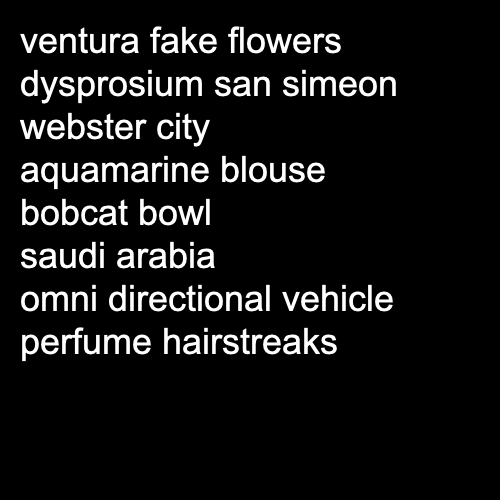 ventura fake flowers
dysprosium san simeon
webster city
aquamarine blouse
bobcat bowl
saudi arabia
omni directional vehicle
perfume hairstreaks